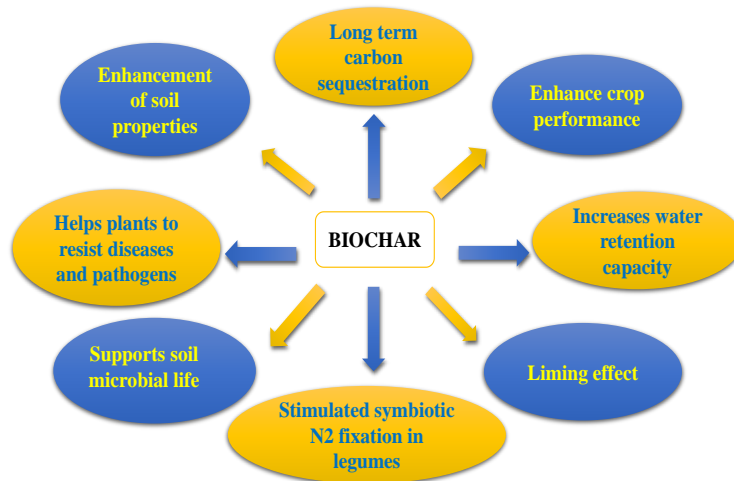 Long term
carbon
sequestration
Enhancement
of soil
properties
Enhance crop
performance
Helps plants to
resist diseases
and pathogens
BIOCHAR
Increases water
retention
capacity
Supports soil
microbial life
Liming effect
Stimulated symbiotic
N2 fixation in
legumes